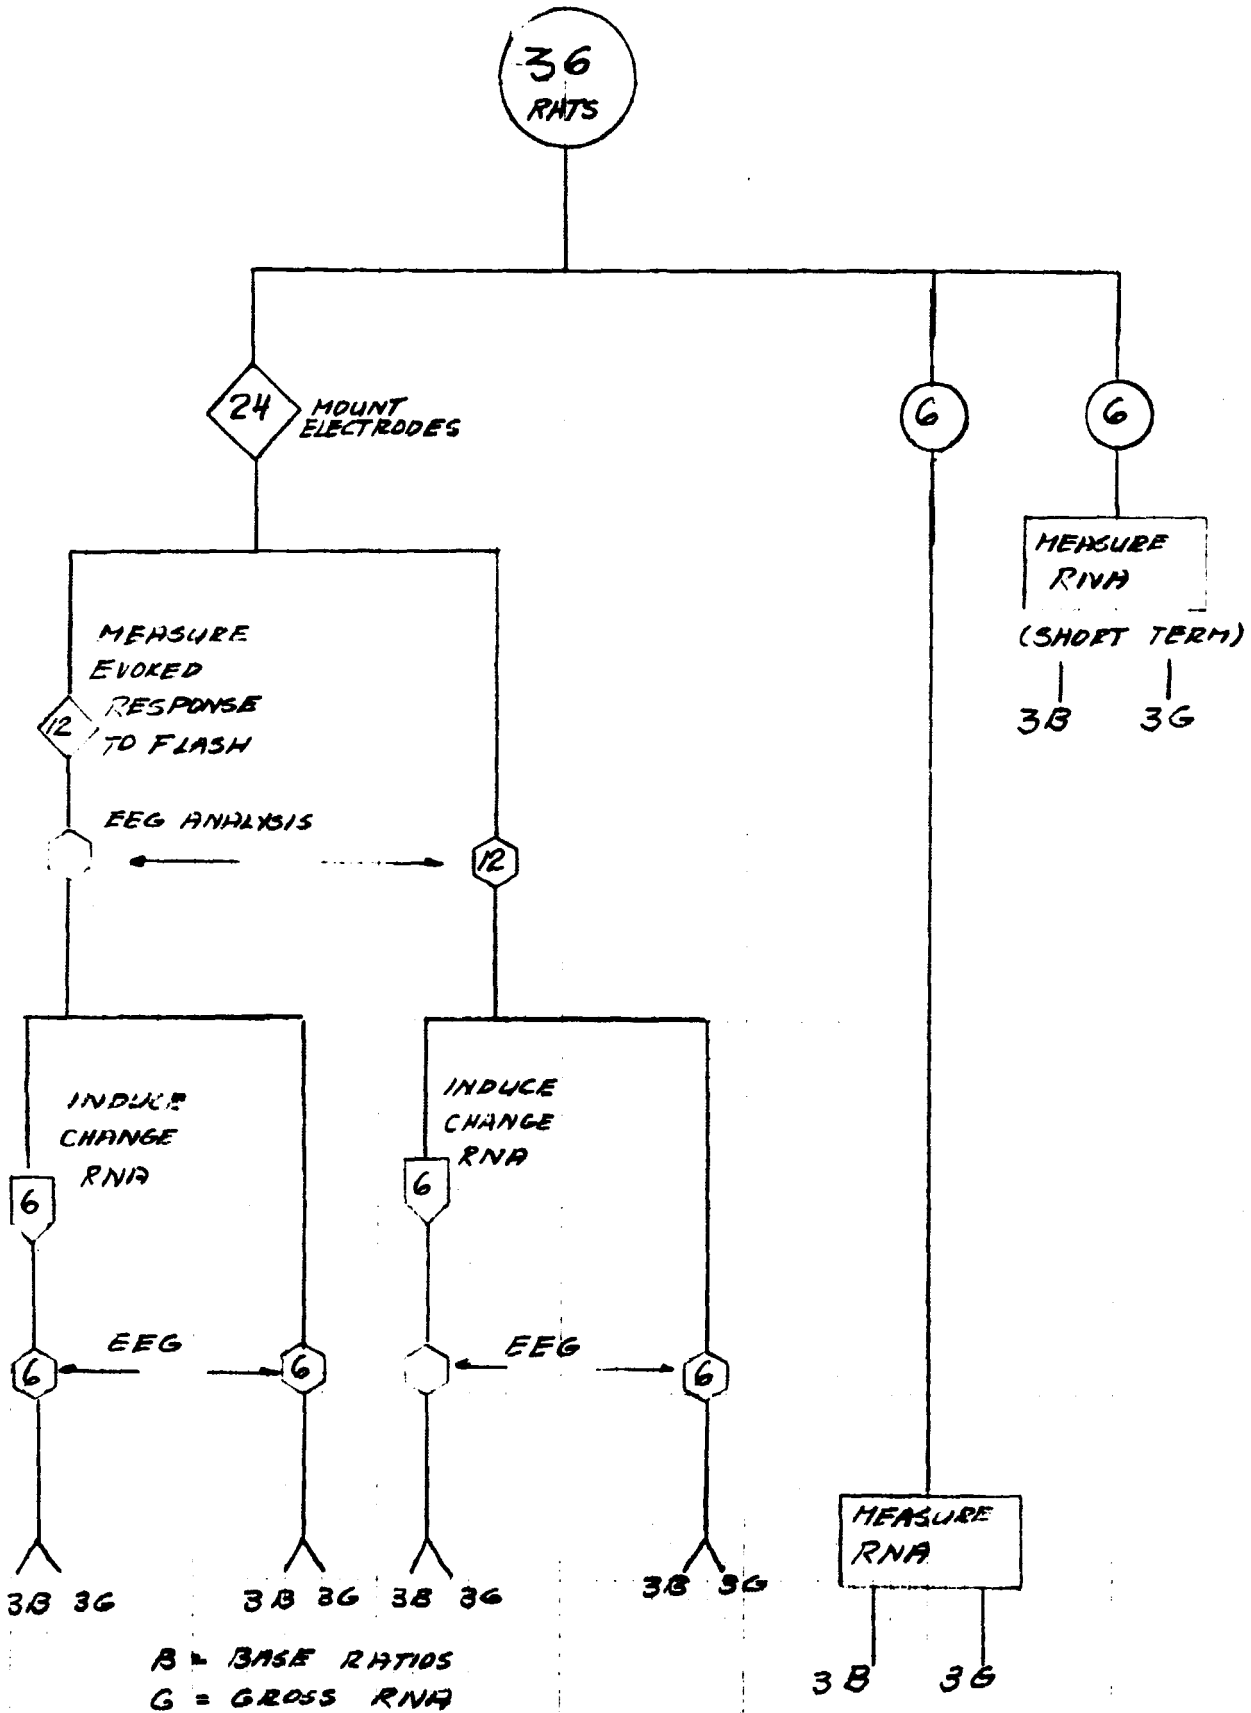 36
RATS
24
MOUNT
ELECTRODES
6
6
MEASURE
RNA
(SHORT TERM)
3B 3G
MEASURE
EVOKED
RESPONSE
TO FLASH
12
EEG ANALYSIS
12
INDUCE
CHANGE
RNA
6
INDUCE
CHANGE
RNA
6
EEG
6
6
EEG
6
MEASURE
RNA
3B 3G
3B 3G
3B 3G
3B 3G
3B 3G
B = BASE RATIOS
G = GROSS RNA